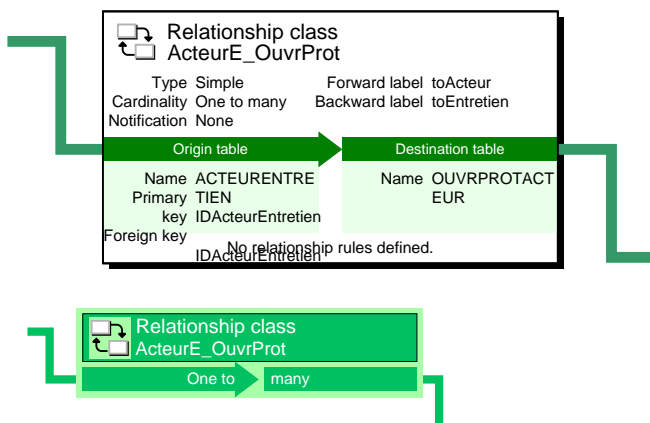 Relationship class
ActeurE_OuvrProt
Type Simple Forward label toActeur
Cardinality One to many Backward label toEntretien
Notification None
Origin table Destination table
Name ACTEURENTRE Name OUVRPROTACT
Primary TIEN EUR
key IDActeurEntretien
Foreign key
No relationship rules defined.
IDActeurEntretien
Relationship class
ActeurE_OuvrProt
One to many